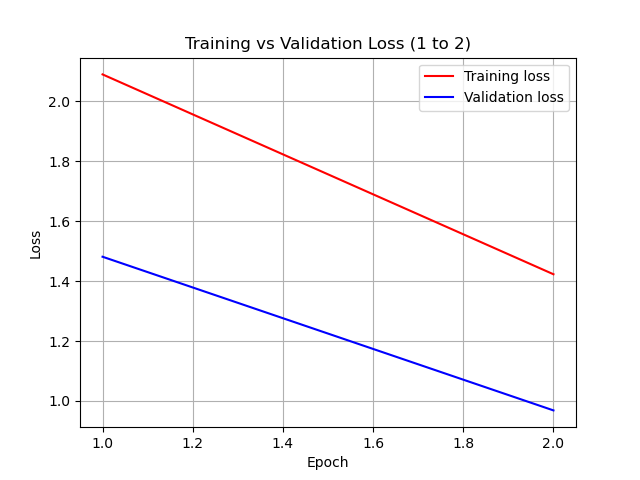 Training vs Validation Loss (1 to 2)
Training loss
Validation loss
Loss
2.0
1.8
1.6
1.4
1.2
1.0
1.0 1.2 1.4 1.6 1.8 2.0
Epoch